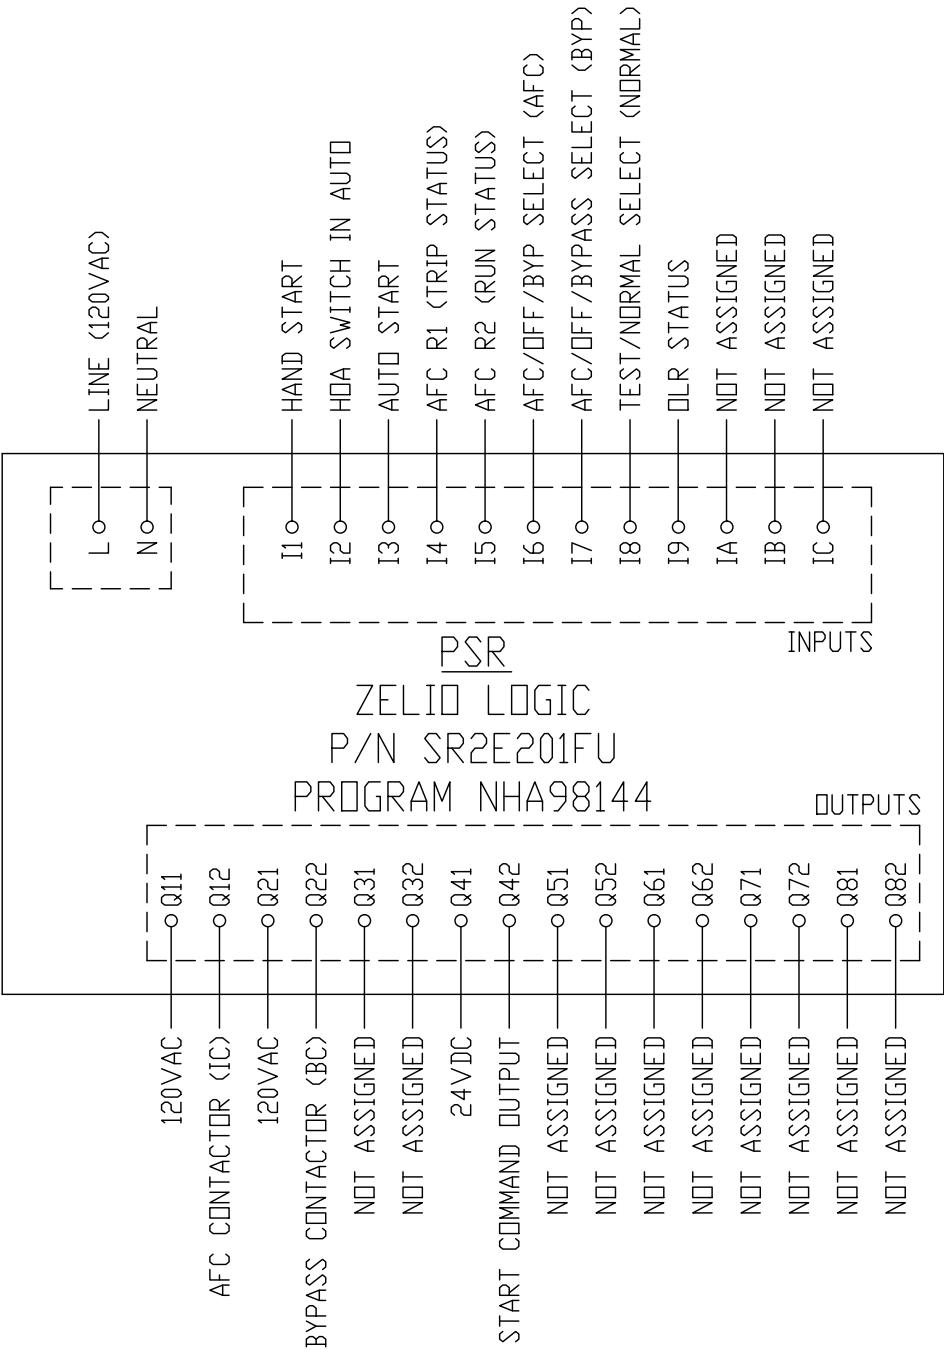 LINE (120VAC)
NEUTRAL
HAND START
HOA SWITCH IN AUTO
AUTO START
AFC R1 (TRIP STATUS)
AFC R2 (RUN STATUS)
AFC/OFF/BYP SELECT (AFC)
AFC/OFF/BYPASS SELECT (BYP)
TEST/NORMAL SELECT (NORMAL)
OLR STATUS
NOT ASSIGNED
NOT ASSIGNED
NOT ASSIGNED
L
N
I1
I2
I3
I4
I5
I6
I7
I8
I9
IA
IB
IC
INPUTS
PSR
ZELIO LOGIC
P/N SR2E201FU
PROGRAM NHA98144
OUTPUTS
Q11
Q12
Q21
Q22
Q31
Q32
Q41
Q42
Q51
Q52
Q61
Q62
Q71
Q72
Q81
Q82
120VAC
AFC CONTACTOR (IC)
120VAC
BYPASS CONTACTOR (BC)
NOT ASSIGNED
NOT ASSIGNED
24VDC
START COMMAND OUTPUT
NOT ASSIGNED
NOT ASSIGNED
NOT ASSIGNED
NOT ASSIGNED
NOT ASSIGNED
NOT ASSIGNED
NOT ASSIGNED
NOT ASSIGNED